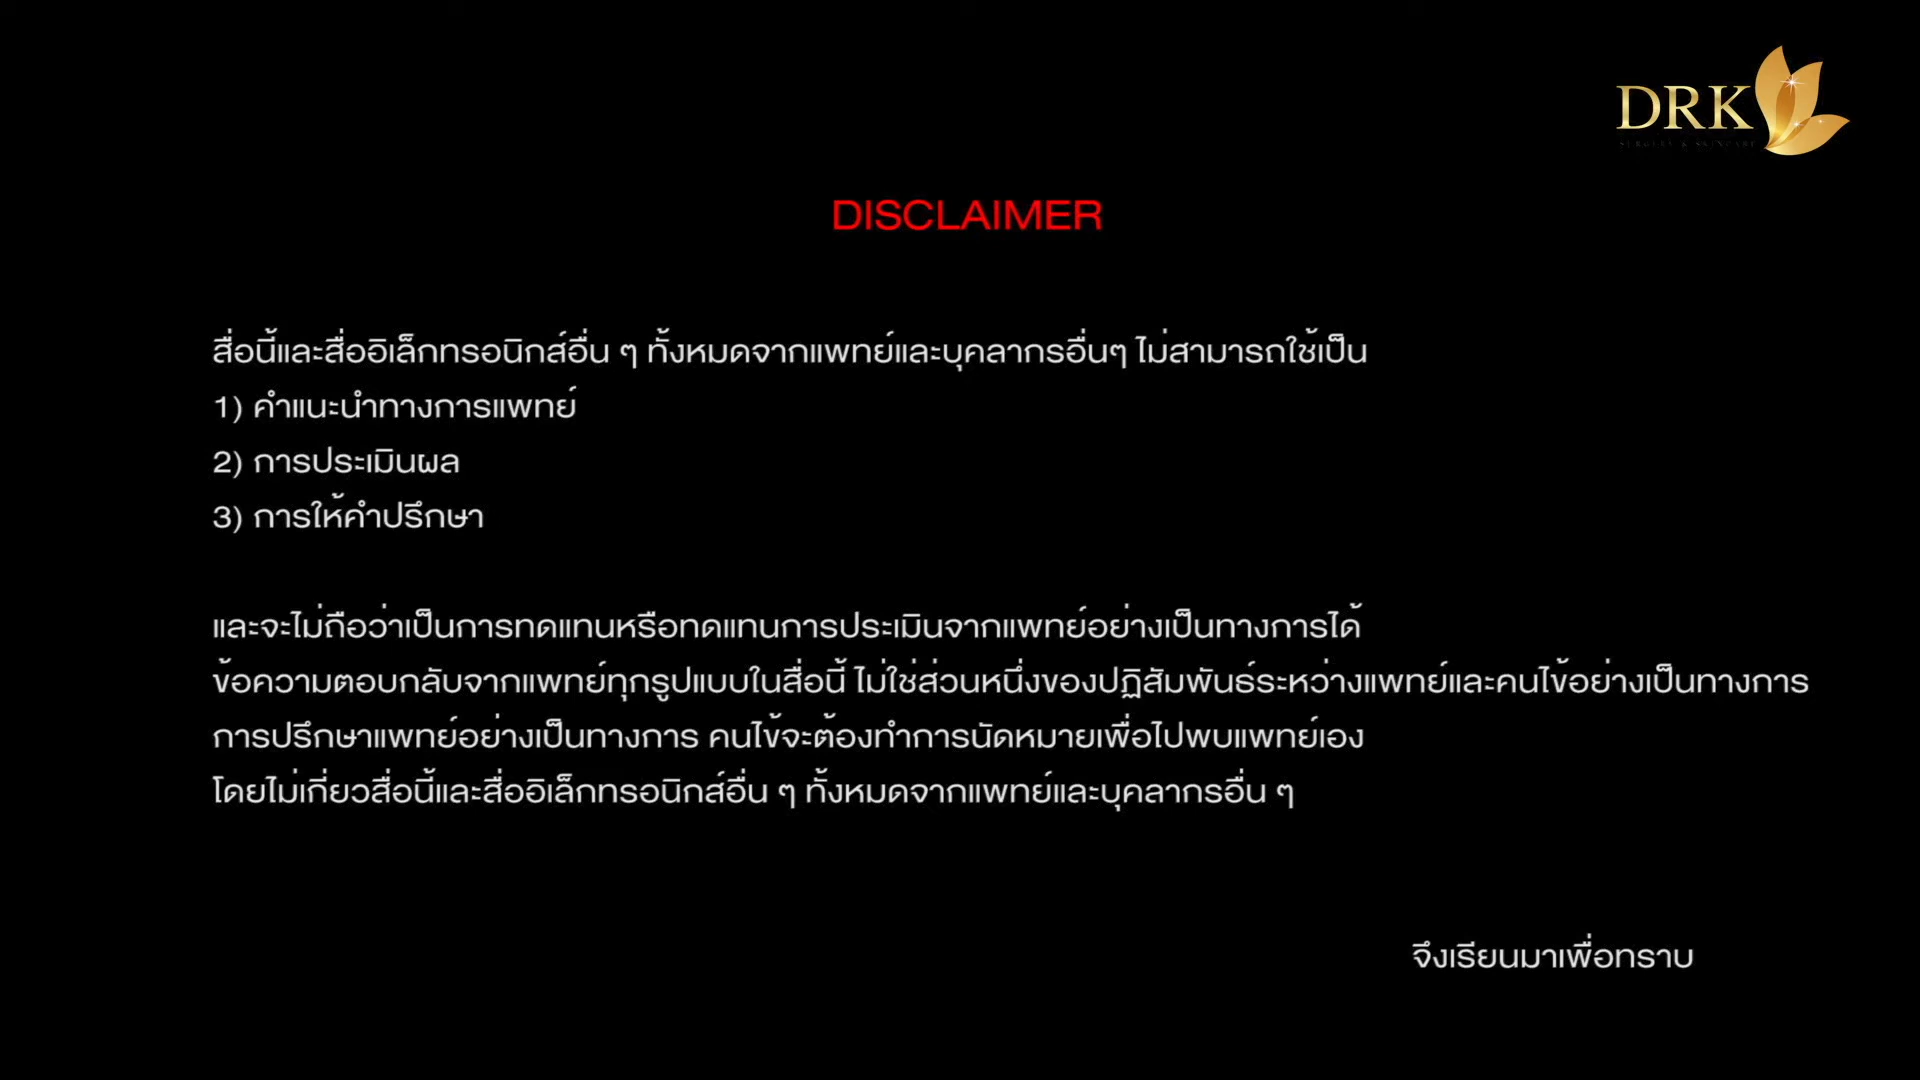 DRK
SURGERY & SKINCARE
DISCLAIMER
สื่อนี้และสื่ออิเล็กทรอนิกส์อื่น ๆ ทั้งหมดจากแพทย์และบุคลากรอื่นๆ ไม่สามารถใช้เป็น
1) คำแนะนำทางการแพทย์
2) การประเมินผล
3) การให้คำปรึกษา
และจะไม่ถือว่าเป็นการทดแทนหรือทดแทนการประเมินจากแพทย์อย่างเป็นทางการได้
ข้อความตอบกลับจากแพทย์ทุกรูปแบบในสื่อนี้ ไม่ใช่ส่วนหนึ่งของปฏิสัมพันธ์ระหว่างแพทย์และคนไข้อย่างเป็นทางการ
การปรึกษาแพทย์อย่างเป็นทางการ คนไข้จะต้องทำการนัดหมายเพื่อไปพบแพทย์เอง
โดยไม่เกี่ยวสื่อนี้และสื่ออิเล็กทรอนิกส์อื่น ๆ ทั้งหมดจากแพทย์และบุคลากรอื่น ๆ
จึงเรียนมาเพื่อทราบ